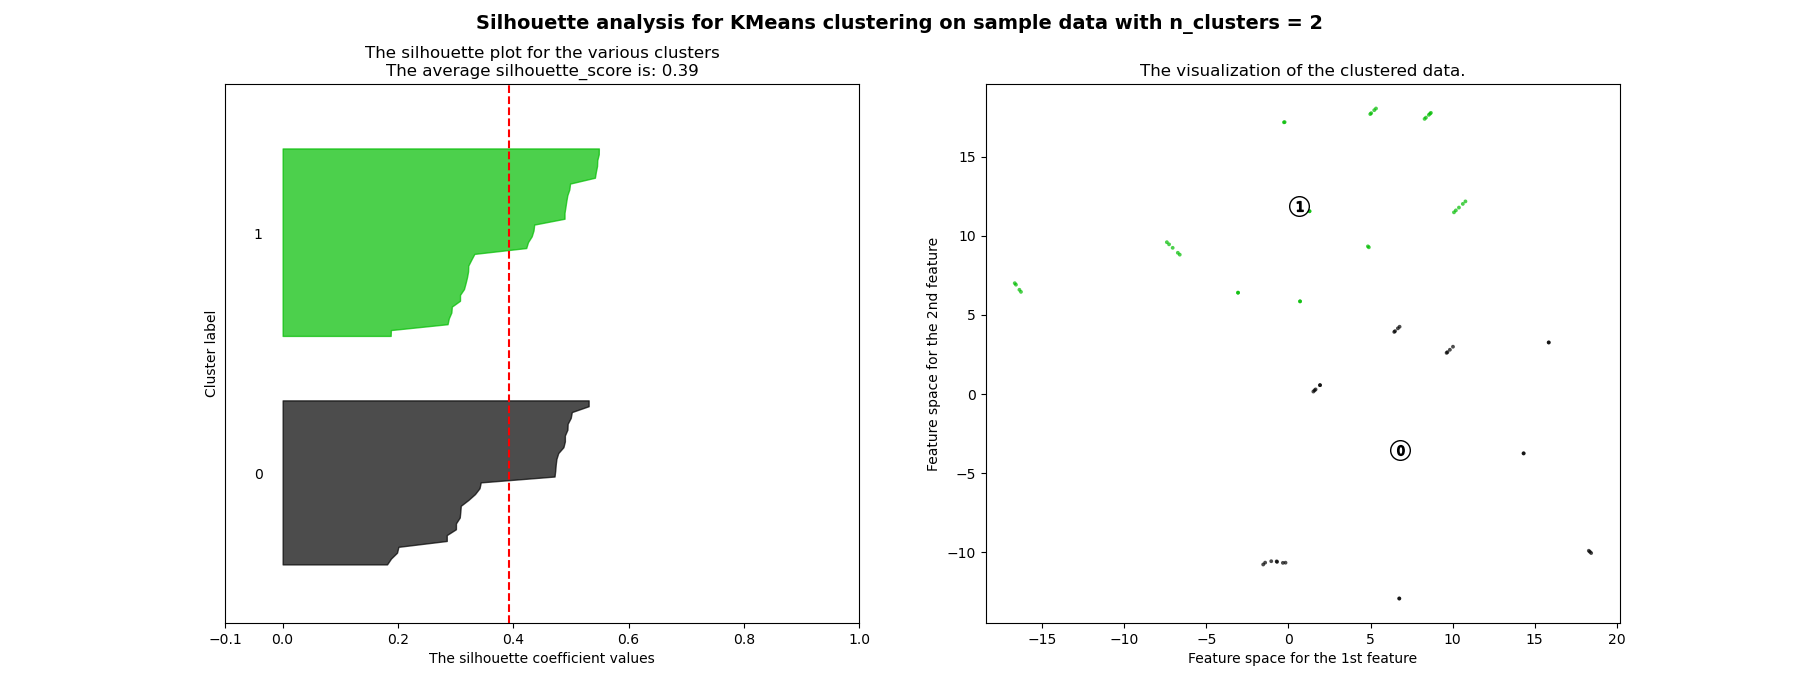 Silhouette analysis for KMeans clustering on sample data with n_clusters = 2
The silhouette plot for the various clusters
The average silhouette_score is: 0.39
Cluster label
1
0
−0.1 0.0 0.2 0.4 0.6 0.8 1.0
The silhouette coefficient values
The visualization of the clustered data.
Feature space for the 2nd feature
15
10
5
0
−5
−10
1
0
−15 −10 −5 0 5 10 15 20
Feature space for the 1st feature